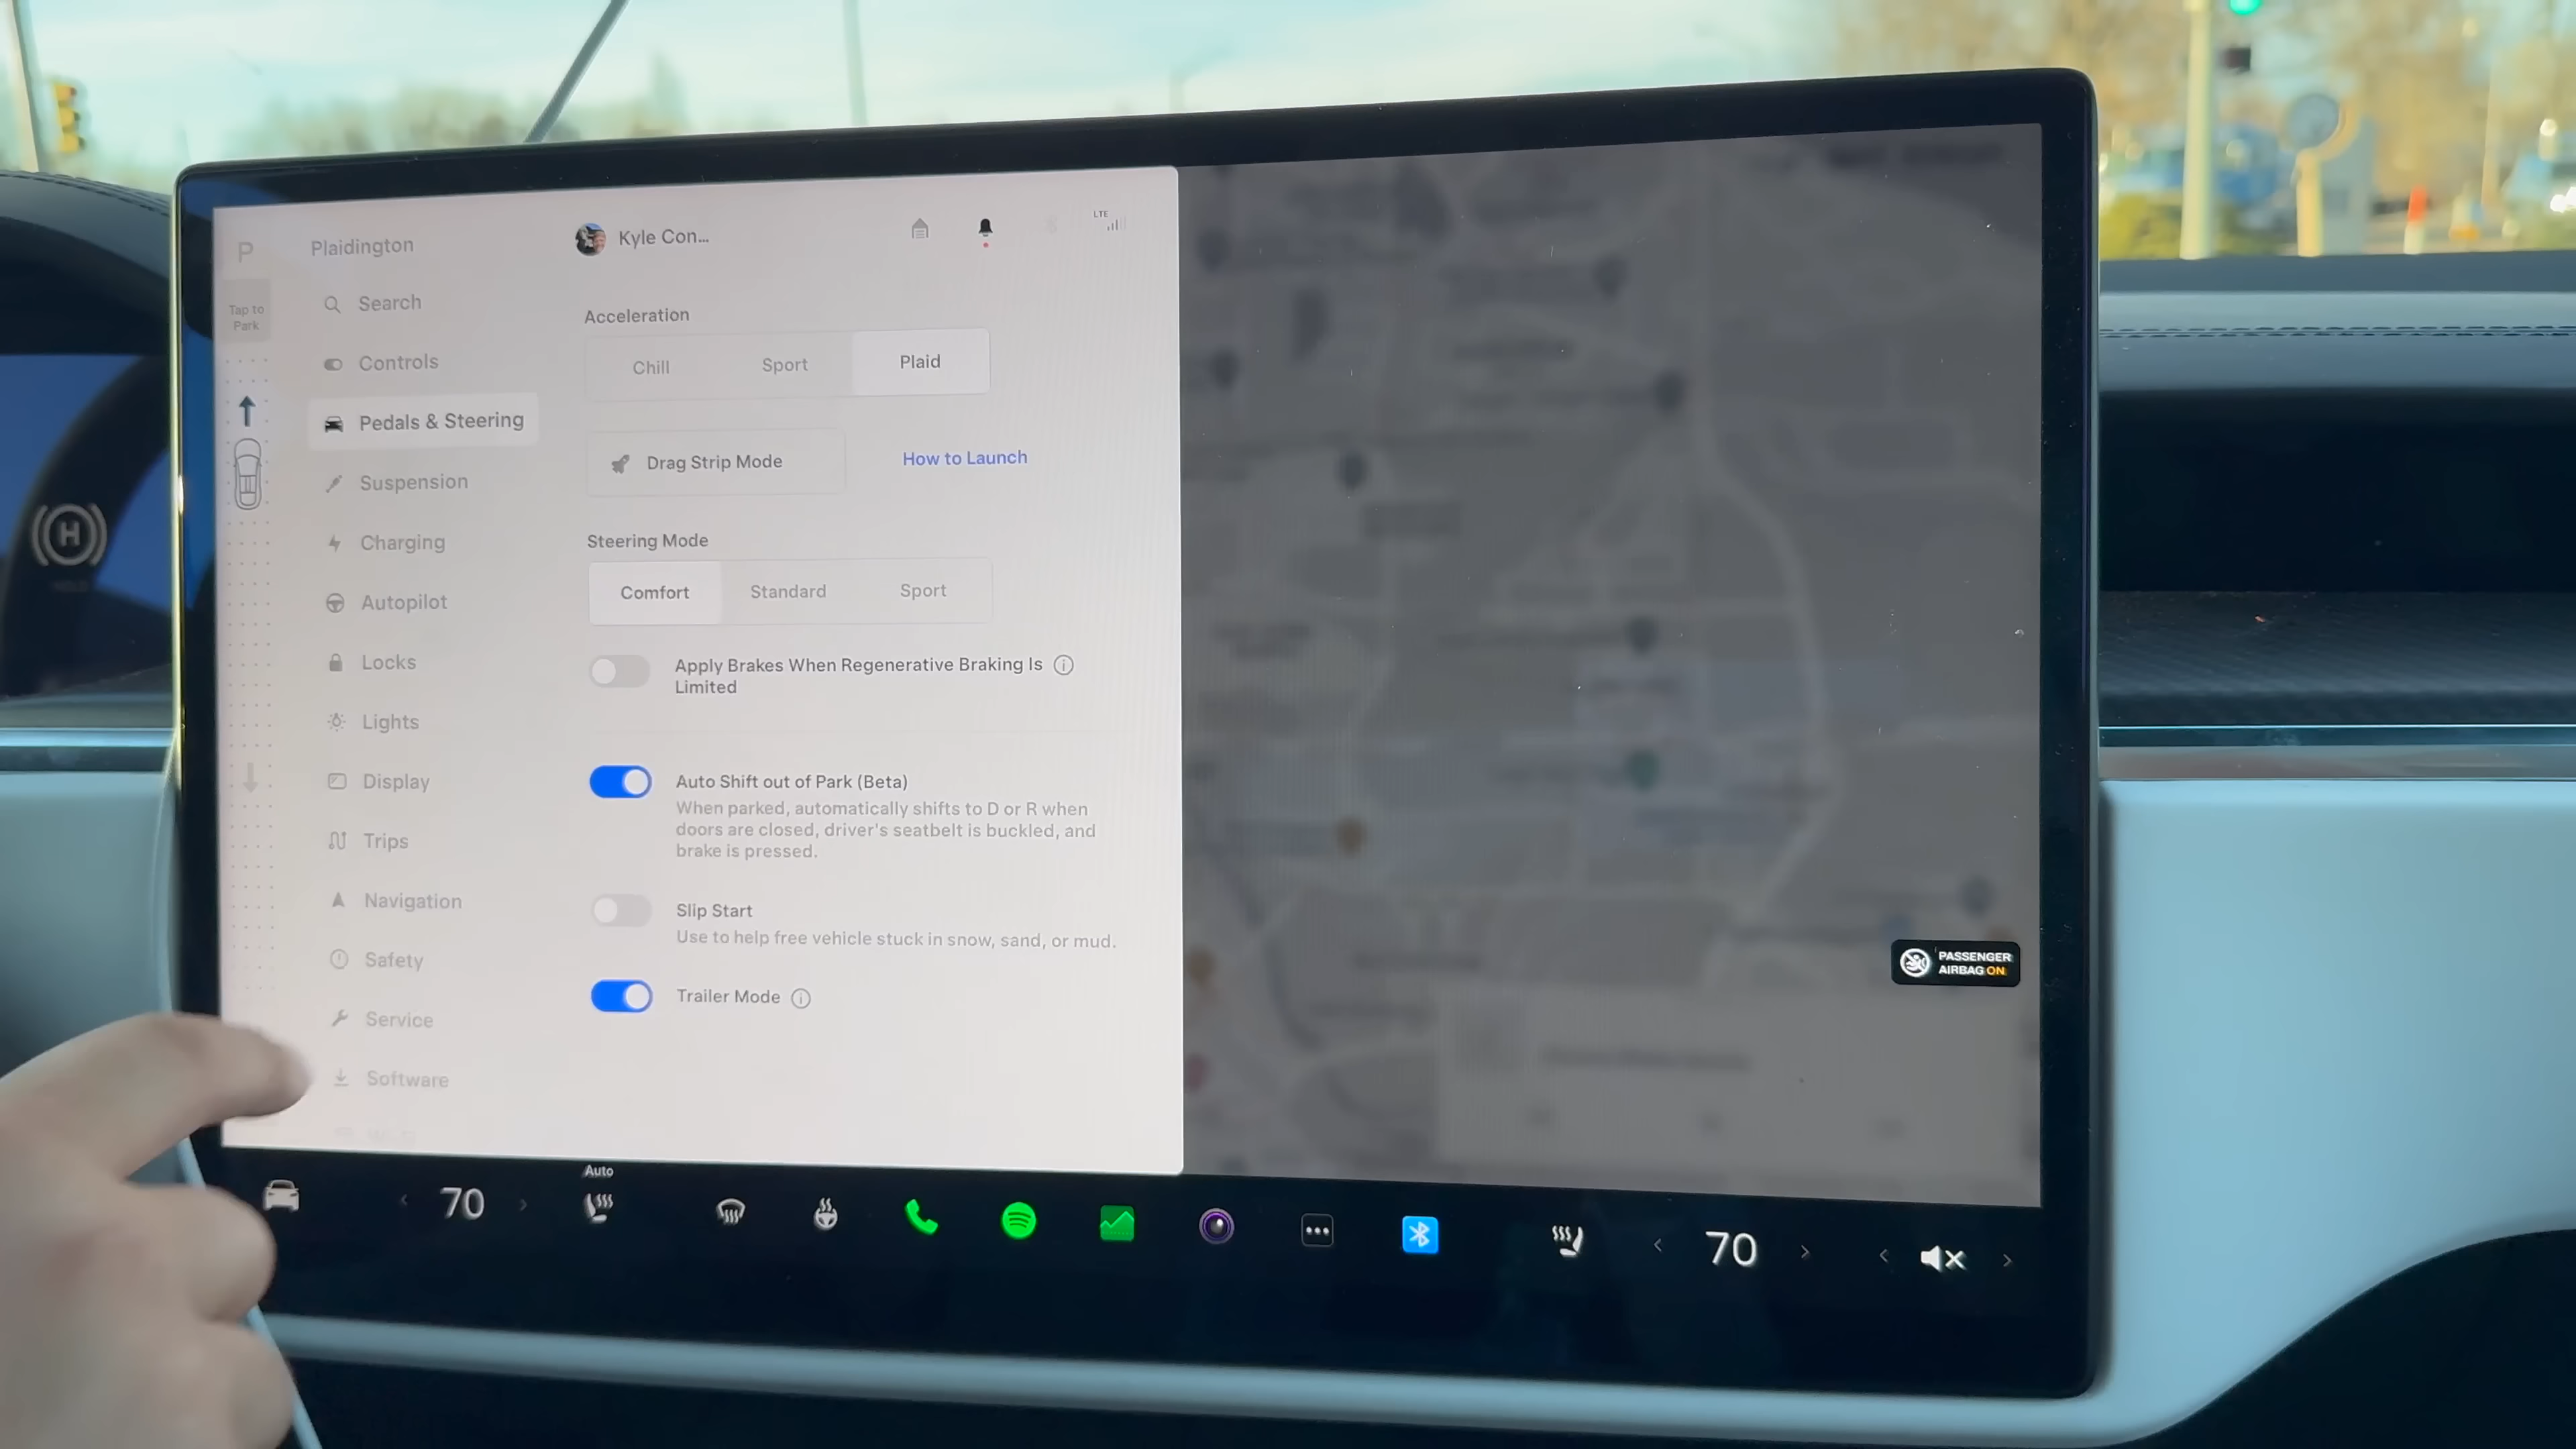 P
Tap to
Park
Plaidington
Search
Controls
Pedals & Steering
Suspension
Charging
Autopilot
Locks
Lights
Display
Trips
Navigation
Safety
Service
Software
Kyle Con...
LTE
Acceleration
Chill Sport Plaid
Drag Strip Mode How to Launch
Steering Mode
Comfort Standard Sport
Apply Brakes When Regenerative Braking Is
Limited
Auto Shift out of Park (Beta)
When parked, automatically shifts to D or R when
doors are closed, driver's seatbelt is buckled, and
brake is pressed.
Slip Start
Use to help free vehicle stuck in snow, sand, or mud.
Trailer Mode
PASSENGER
AIRBAG ON
H
HOLD
Auto
70
70